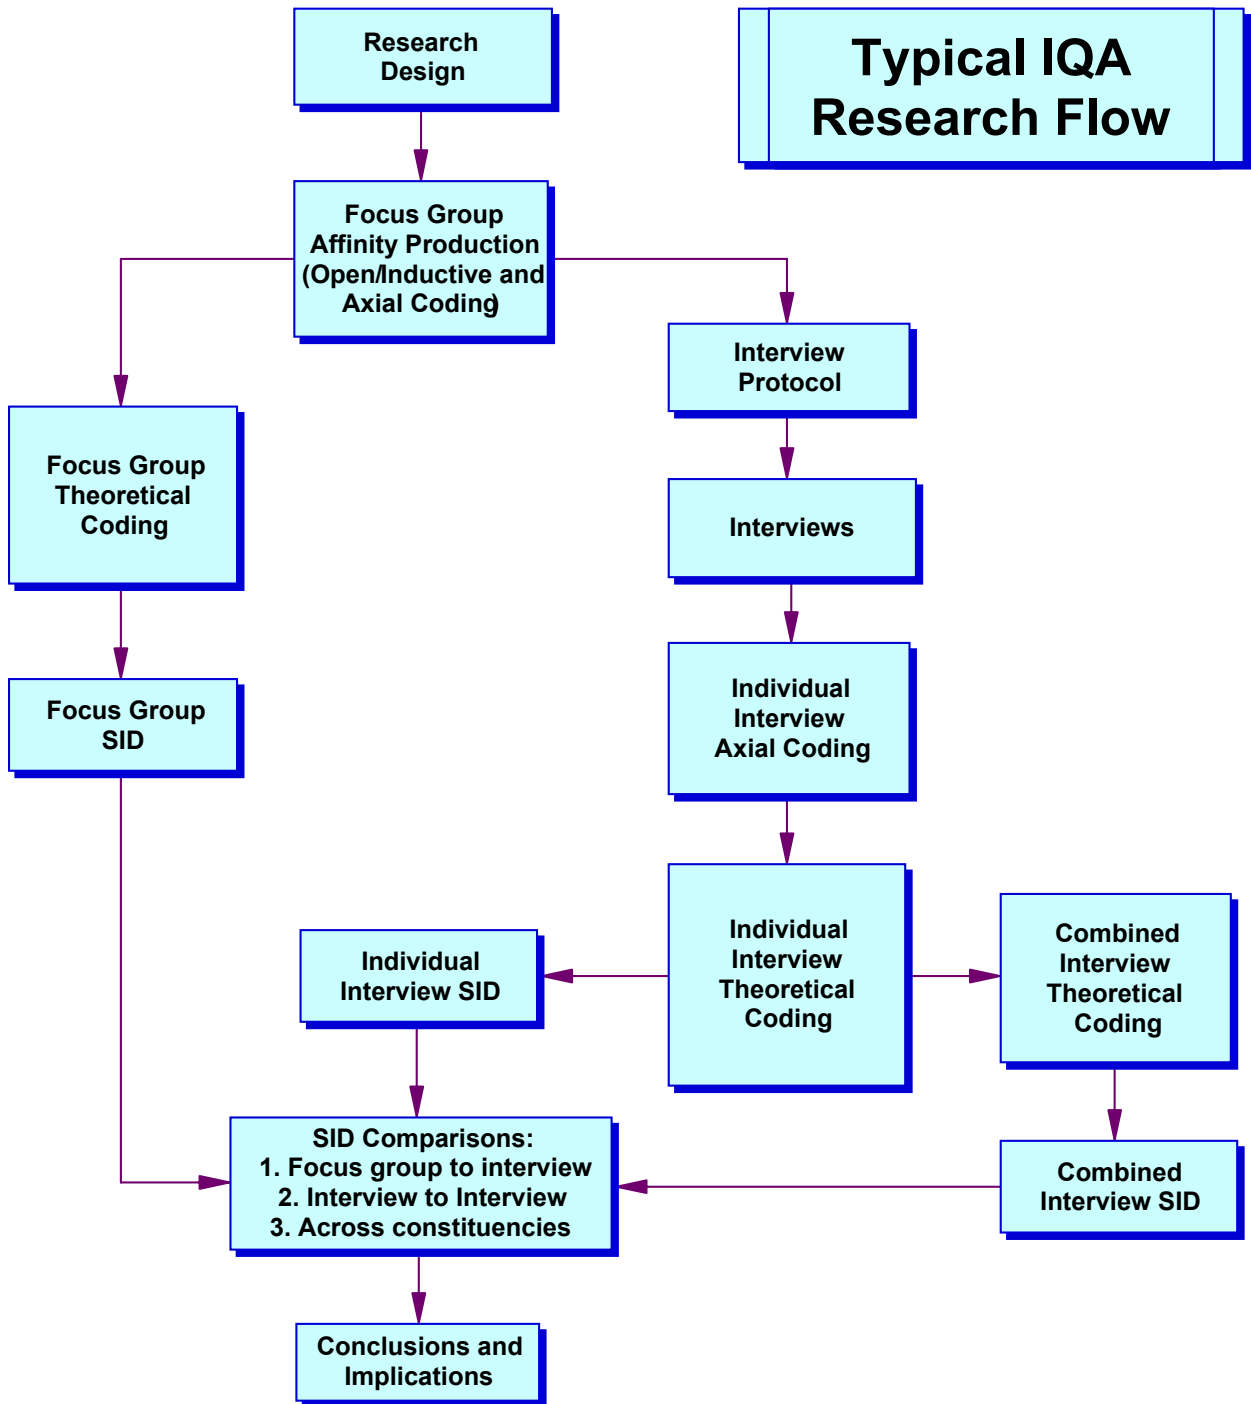 Research
Design
Typical IQA
Research Flow
Focus Group
Affinity Production
(Open/Inductive and
Axial Coding)
Interview
Protocol
Focus Group
Theoretical
Coding
Interviews
Individual
Interview
Axial Coding
Focus Group
SID
Individual
Interview
Theoretical
Coding
Combined
Interview
Theoretical
Coding
Individual
Interview SID
SID Comparisons:
1. Focus group to interview
2. Interview to Interview
3. Across constituencies
Combined
Interview SID
Conclusions and
Implications